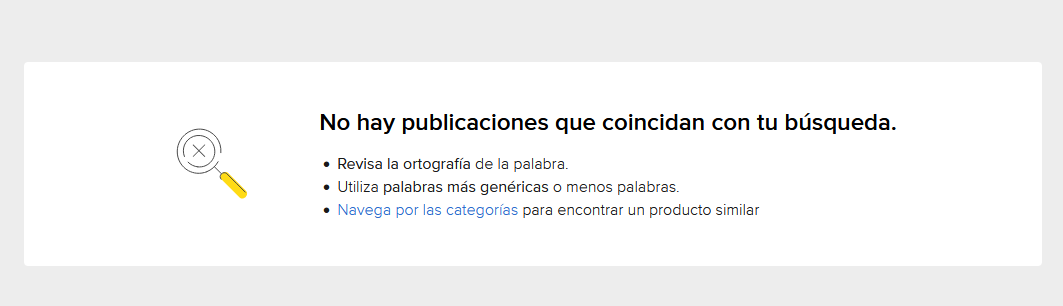 No hay publicaciones que coincidan con tu búsqueda.
• Revisa la ortografía de la palabra.
• Utiliza palabras más genéricas o menos palabras.
• Navega por las categorías para encontrar un producto similar